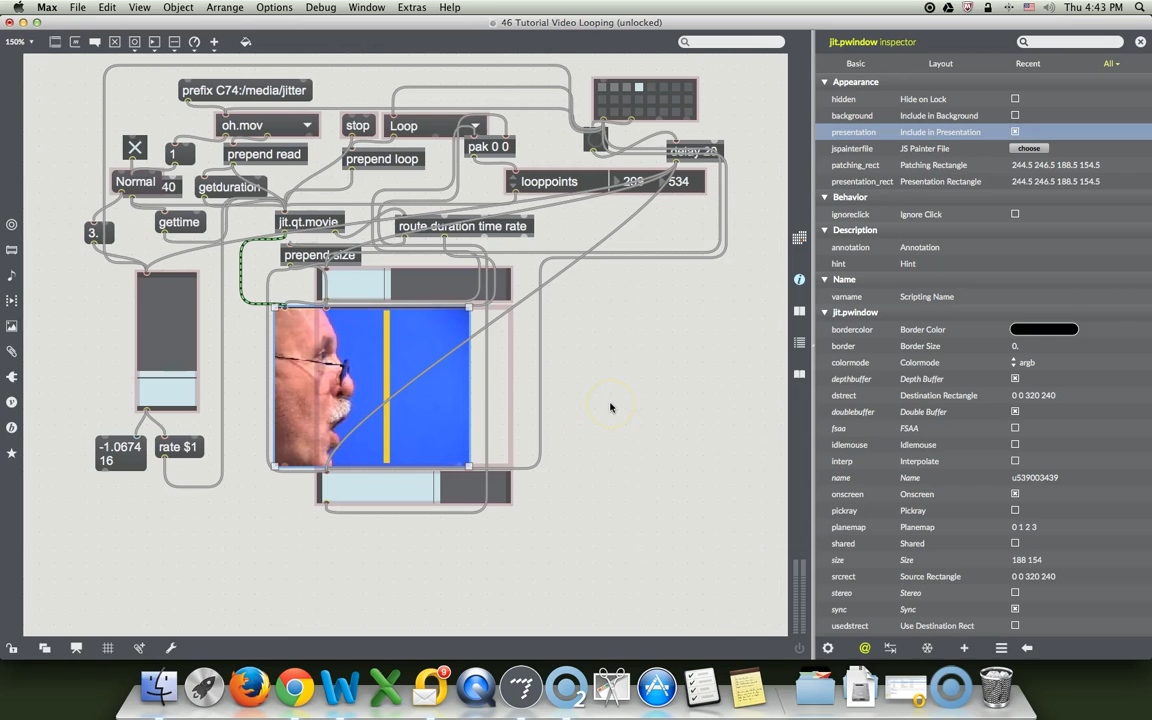 Max File Edit View Object Arrange Options Debug Window Extras Help Thu 4:43 PM
46 Tutorial Video Looping (unlocked)
150%
jit.pwindow inspector
Basic Layout Recent All
prefix C74:/media/jitter
oh.mov
stop
Loop
1
prepend read
prepend loop
pak 0 0
delay 20
Normal 40
getduration
looppoints 209 534
gettime
jit.qt.movie
route duration time rate
3.
prepend size
-1.0674
16
rate $1
Appearance
hidden Hide on Lock
background Include in Background
presentation Include in Presentation
jspainterfile JS Painter File choose
patching_rect Patching Rectangle 244.5 246.5 188.5 154.5
presentation_rect Presentation Rectangle 244.5 246.5 188.5 154.5
Behavior
ignoreclick Ignore Click
Description
annotation Annotation
hint Hint
Name
varname Scripting Name
jit.pwindow
bordercolor Border Color
border Border Size 0.
colormode Colormode argb
depthbuffer Depth Buffer
dstrect Destination Rectangle 0 0 320 240
doublebuffer Double Buffer
fsaa FSAA
idlemouse Idlemouse
interp Interpolate
name Name u539003439
onscreen Onscreen
pickray Pickray
planemap Planemap 0 1 2 3
shared Shared
size Size 188 154
srcrect Source Rectangle 0 0 320 240
stereo Stereo
sync Sync
usedstrect Use Destination Rect
9
2